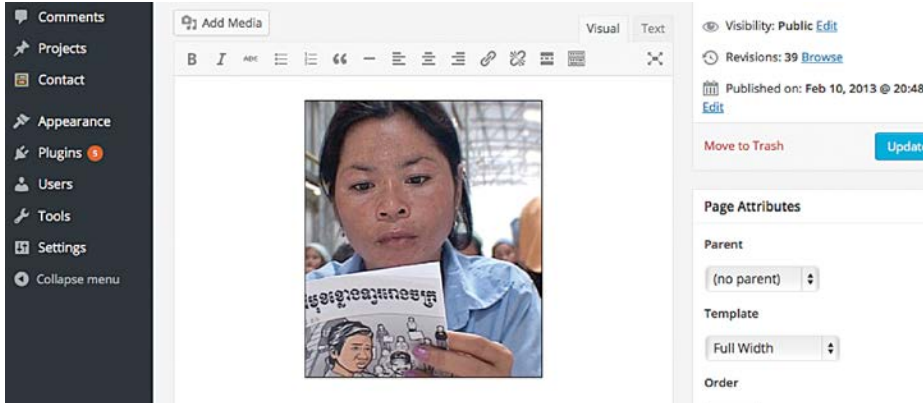 Comments
Projects
Contact
Appearance
Plugins 5
Users
Tools
Settings
Collapse menu
Add Media
Visual Text
B I ABC
Visibility: Public Edit
Revisions: 39 Browse
Published on: Feb 10, 2013 @ 20:48
Edit
Move to Trash
Update
Page Attributes
Parent
(no parent)
Template
Full Width
Order